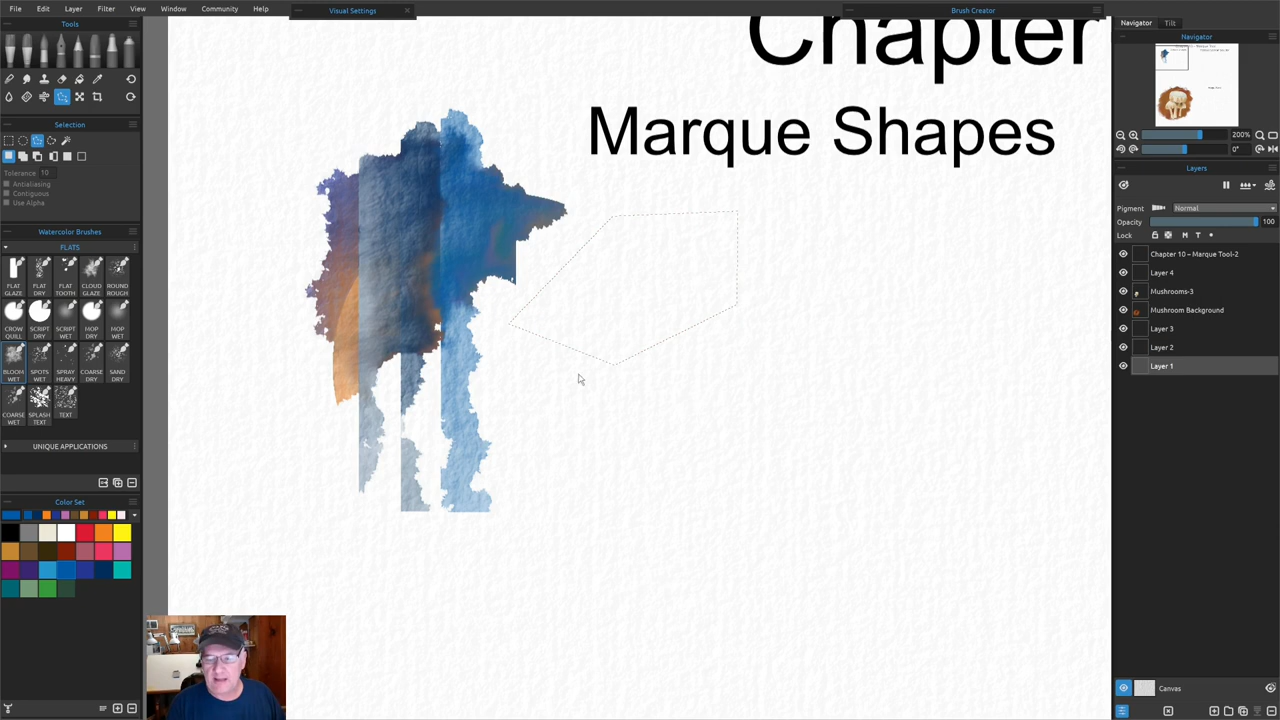 File Edit Layer Filter View Window Community Help
Visual Settings
Brush Creator
Tools
Selection
Tolerance 10
Antialiasing
Contiguous
Use Alpha
Watercolor Brushes
FLATS
FLAT GLAZE
FLAT DRY
FLAT TOOTH
CLOUD GLAZE
ROUND ROUGH
CROW QUILL
SCRIPT DRY
SCRIPT WET
MOP DRY
MOP WET
BLOOM WET
SPOTS WET
SPRAY HEAVY
COARSE DRY
SAND DRY
COARSE WET
SPLASH TEXT
TEXT
UNIQUE APPLICATIONS
Color Set
Chapter
Marque Shapes
Navigator Tilt
Navigator
200%
0°
Layers
Pigment Normal
Opacity 100
Lock M T
Chapter 10 – Marque Tool-2
Layer 4
Mushrooms-3
Mushroom Background
Layer 3
Layer 2
Layer 1
Canvas